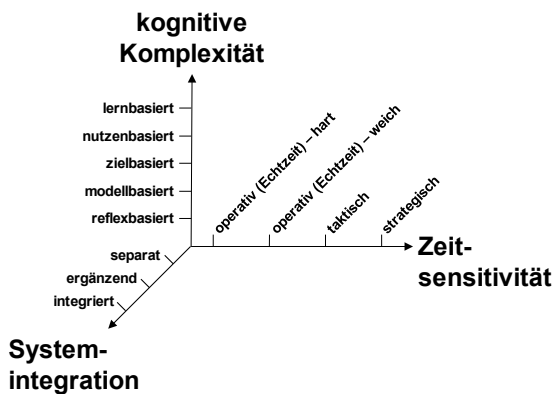 kognitive
Komplexität
lernbasiert
nutzenbasiert
zielbasiert
modellbasiert
reflexbasiert
operativ (Echtzeit) – hart
operativ (Echtzeit) – weich
taktisch
strategisch
Zeit-
sensitivität
separat
ergänzend
integriert
System-
integration